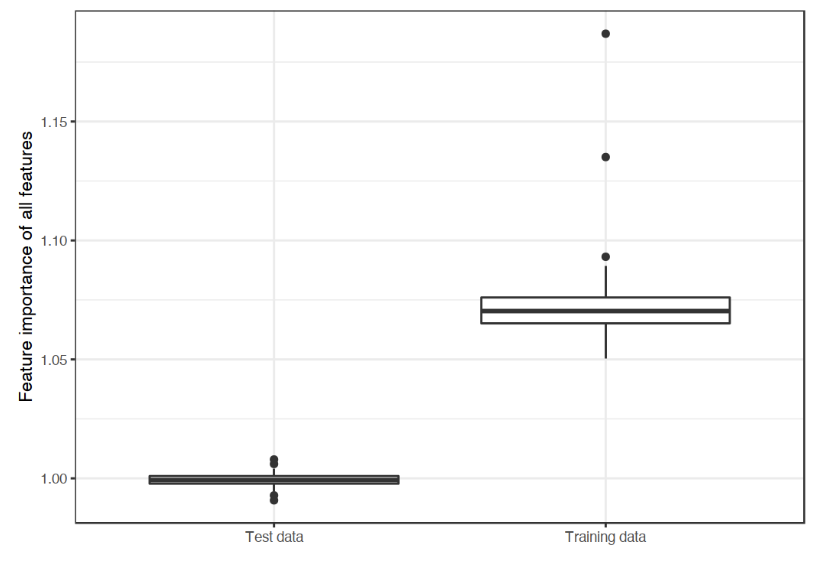 Feature importance of all features
1.15
1.10
1.05
1.00
Test data
Training data